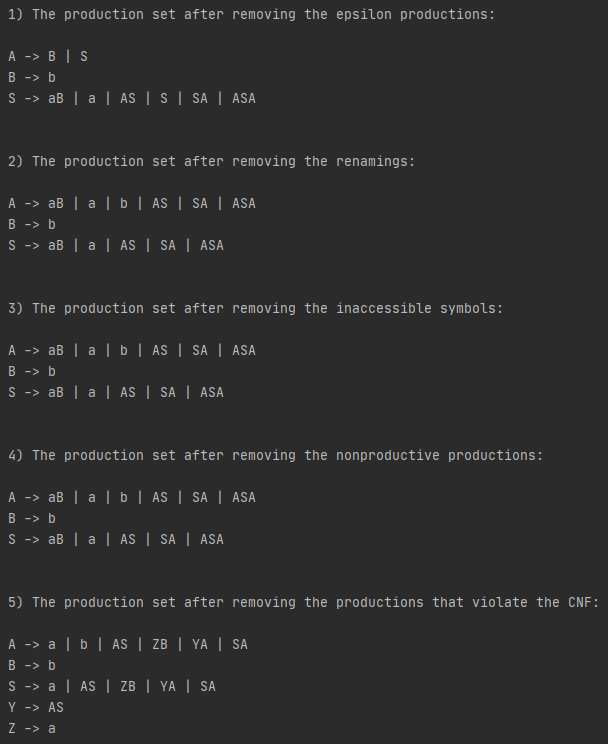 1) The production set after removing the epsilon productions:
A -> B | S
B -> b
S -> aB | a | AS | S | SA | ASA
2) The production set after removing the renamings:
A -> aB | a | b | AS | SA | ASA
B -> b
S -> aB | a | AS | SA | ASA
3) The production set after removing the inaccessible symbols:
A -> aB | a | b | AS | SA | ASA
B -> b
S -> aB | a | AS | SA | ASA
4) The production set after removing the nonproductive productions:
A -> aB | a | b | AS | SA | ASA
B -> b
S -> aB | a | AS | SA | ASA
5) The production set after removing the productions that violate the CNF:
A -> a | b | AS | ZB | YA | SA
B -> b
S -> a | AS | ZB | YA | SA
Y -> AS
Z -> a